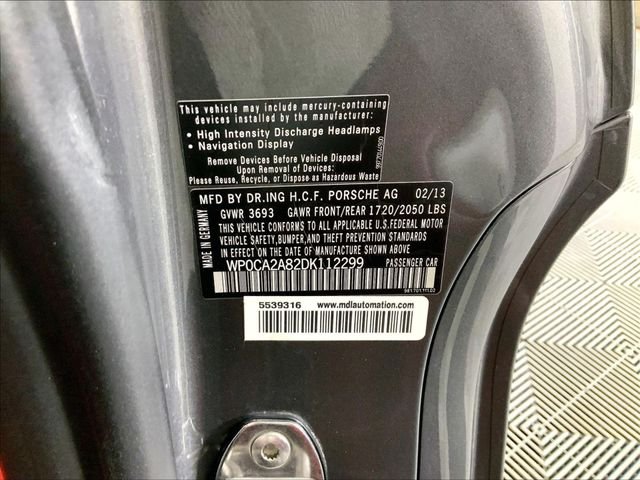 This vehicle may include mercury-containing
devices installed by the manufacturer:
• High Intensity Discharge Headlamps
• Navigation Display
Remove Devices Before Vehicle Disposal
Upon Removal of Devices:
Please Reuse, Recycle, or Dispose as Hazardous Waste
MADE IN GERMANY
MFD BY DR.ING H.C.F. PORSCHE AG 02/13
GVWR 3693 GAWR FRONT/REAR 1720/2050 LBS
THIS VEHICLE CONFORMS TO ALL APPLICABLE U.S.FEDERAL MOTOR
VEHICLE SAFETY,BUMPER,AND THEFT PREVENTION STANDARDS
IN EFFECT ON THE DATE OF MANUFACTURE SHOWN ABOVE.
WP0CA2A82DK112299 PASSENGER CAR
5539316 www.mdlautomation.com